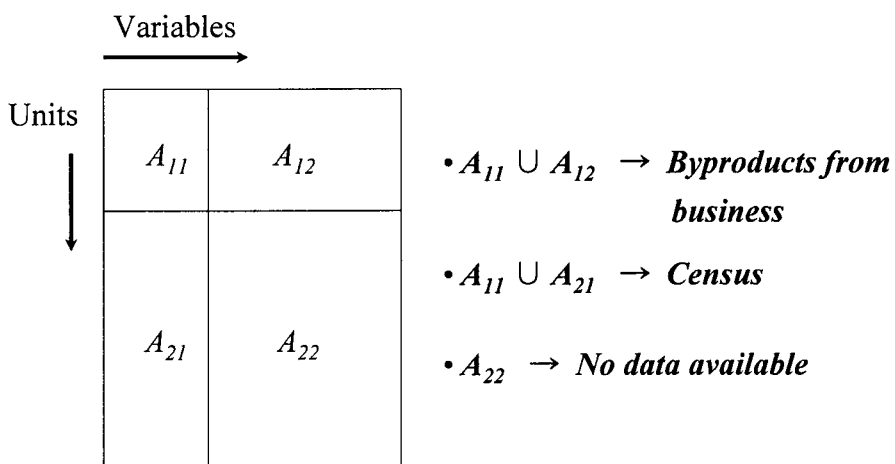 Variables
Units
A₁₁ A₁₂
• A₁₁ ∪ A₁₂ → Byproducts from
business
• A₁₁ ∪ A₂₁ → Census
A₂₁ A₂₂
• A₂₂ → No data available